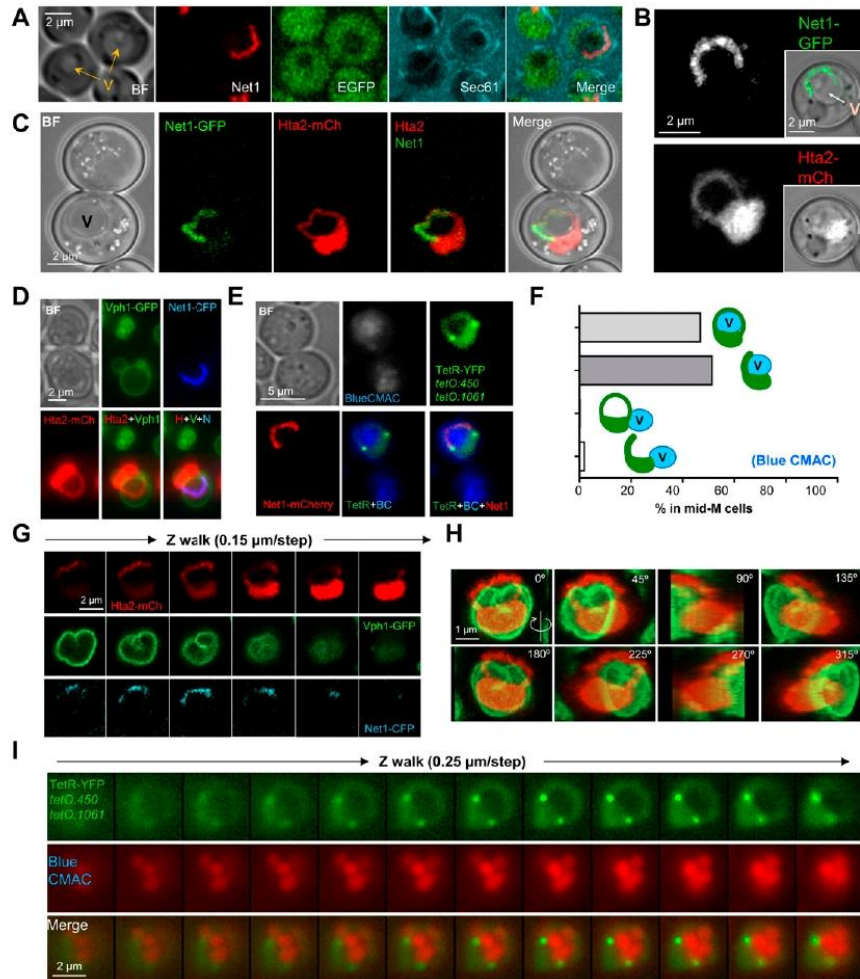 A
2 μm
V
BF
Net1
EGFP
Sec61
Merge
B
Net1-
GFP
V
2 μm
2 μm
Hta2-
mCh
C
BF
Net1-GFP
Hta2-mCh
Hta2
Net1
Merge
V
2 μm
D
BF
Vph1-GFP
Net1-CFP
2 μm
Hta2-mCh
Hta2+Vph1
H+V+N
E
BF
5 μm
BlueCMAC
TetR-YFP
tetO:450
tetO:1061
Net1-mCherry
TetR+BC
TetR+BC+Net1
F
V
V
V
V
(Blue CMAC)
0 20 40 60 80 100
% in mid-M cells
G
Z walk (0.15 μm/step)
2 μm
Hta2-mCh
Vph1-GFP
Net1-CFP
H
0° 45° 90° 135°
1 μm
180° 225° 270° 315°
I
Z walk (0.25 μm/step)
TetR-YFP
tetO:450
tetO:1061
Blue
CMAC
Merge
2 μm